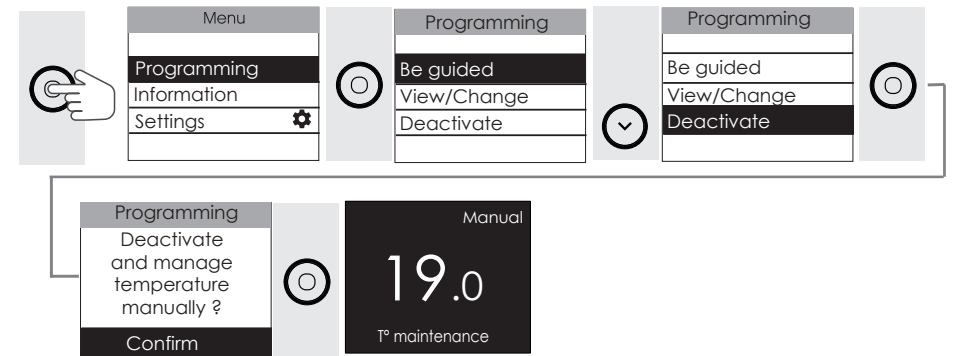 Menu
Programming
Information
Settings
Programming
Be guided
View/Change
Deactivate
Programming
Be guided
View/Change
Deactivate
Programming
Deactivate
and manage
temperature
manually ?
Confirm
Manual
19.0
T° maintenance